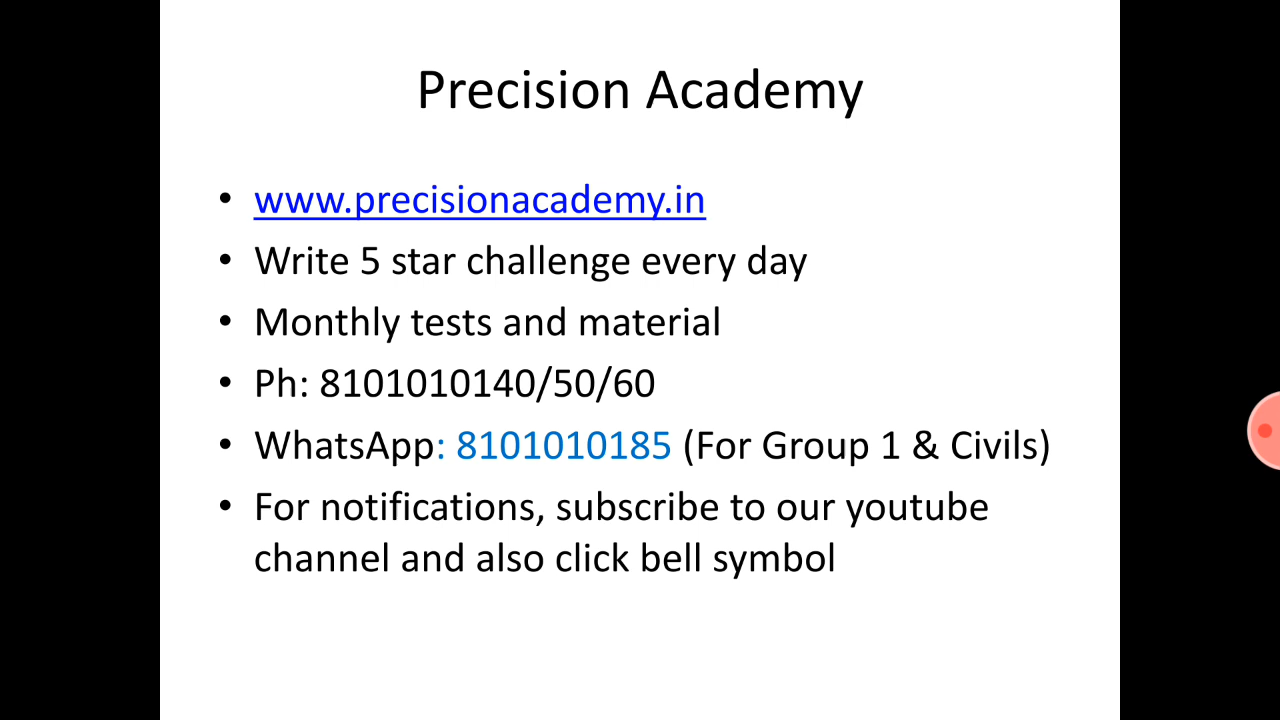 Precision Academy
• www.precisionacademy.in
• Write 5 star challenge every day
• Monthly tests and material
• Ph: 8101010140/50/60
• WhatsApp: 8101010185 (For Group 1 & Civils)
• For notifications, subscribe to our youtube
channel and also click bell symbol